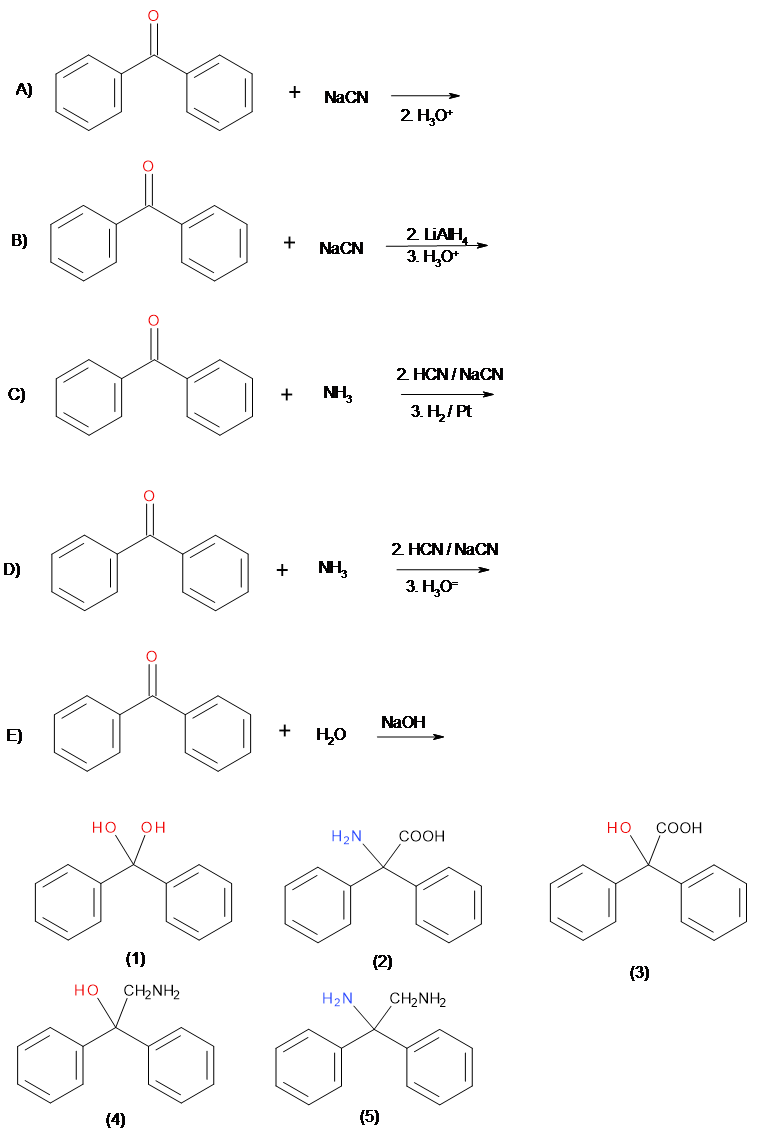 O
A) + NaCN 2. H₃O⁺
O
B) + NaCN 2. LiAlH₄
3. H₃O⁺
O
C) + NH₃ 2. HCN / NaCN
3. H₂ / Pt
O
D) + NH₃ 2. HCN / NaCN
3. H₃O⁼
O
E) + H₂O NaOH
HO OH H₂N COOH HO COOH
(1) (2) (3)
HO CH₂NH₂ H₂N CH₂NH₂
(4) (5)